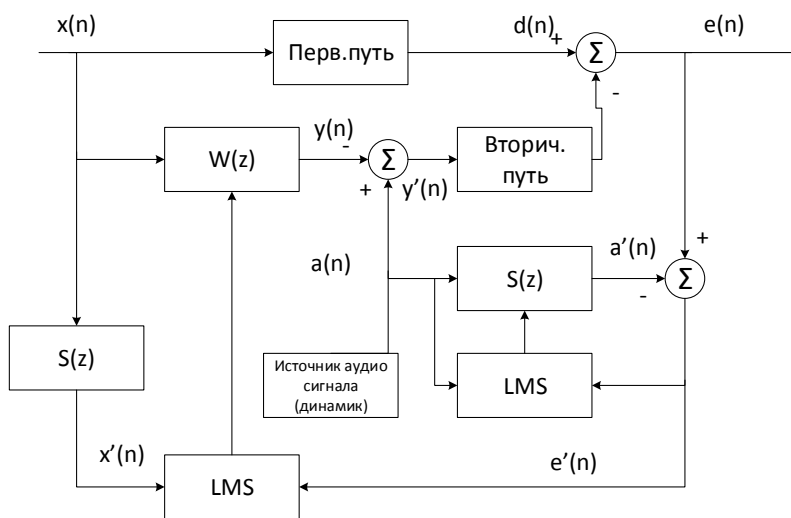 x(n)
d(n)
e(n)
Перв.путь
+
Σ
-
y(n)
-
W(z)
Σ
Вторич.
путь
+
y’(n)
a(n)
a’(n)
+
S(z)
Σ
-
S(z)
Источник аудио
сигнала
(динамик)
LMS
x’(n)
e’(n)
LMS